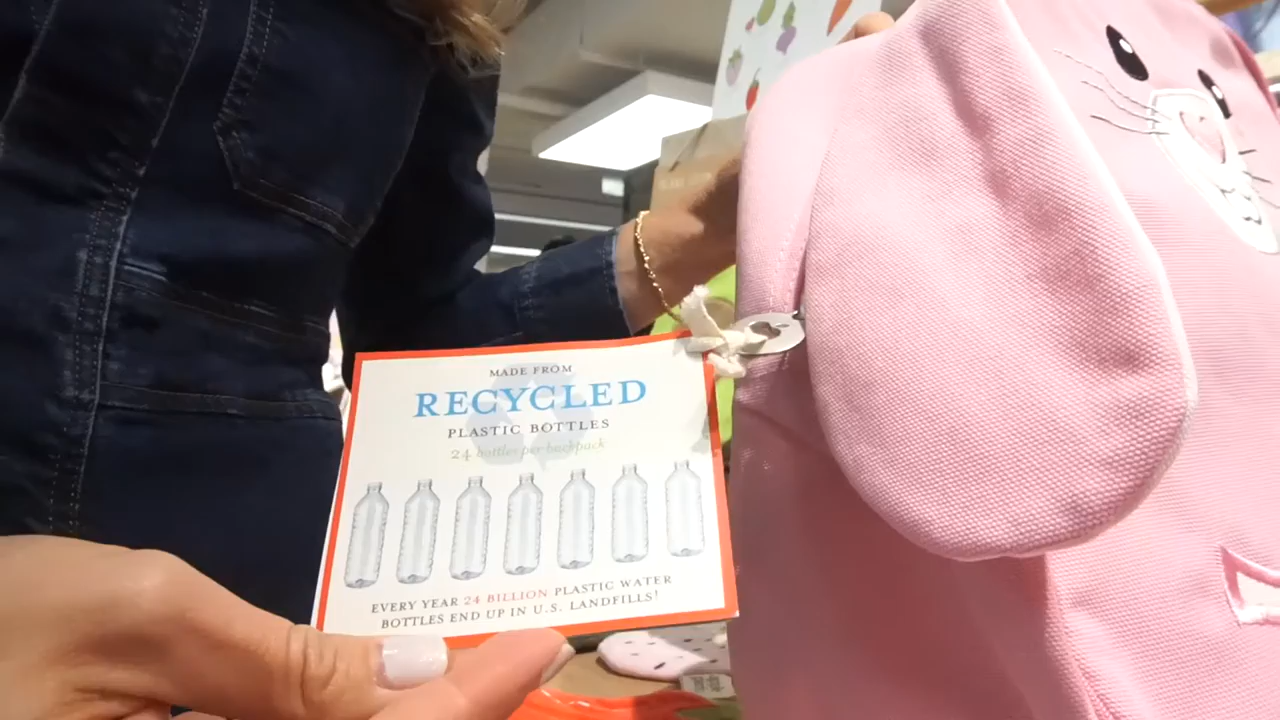 MADE FROM
RECYCLED
PLASTIC BOTTLES
24 bottles per backpack
EVERY YEAR 24 BILLION PLASTIC WATER
BOTTLES END UP IN U.S. LANDFILLS!